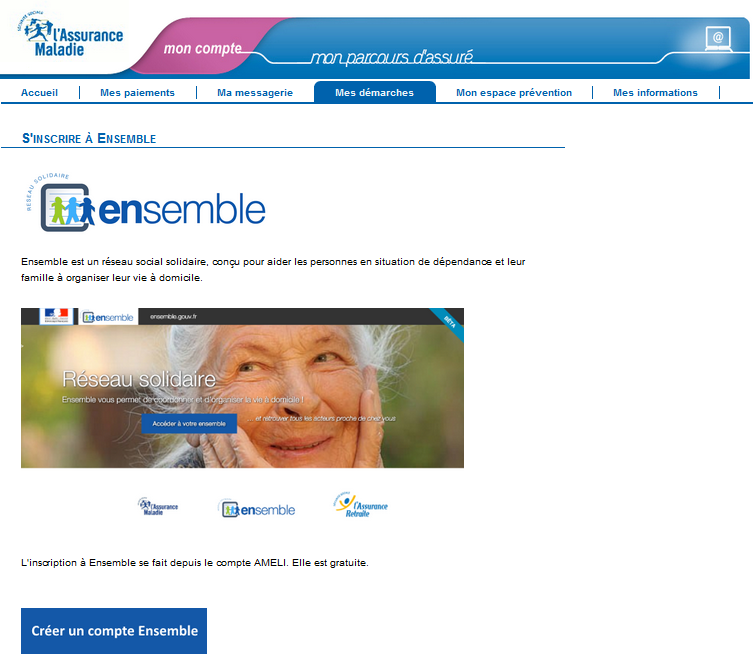 SÉCURITÉ SOCIALE
l'Assurance
Maladie
mon compte
mon parcours d'assuré
@
Accueil
Mes paiements
Ma messagerie
Mes démarches
Mon espace prévention
Mes informations
S'INSCRIRE À ENSEMBLE
RÉSEAU SOLIDAIRE
ensemble
Ensemble est un réseau social solidaire, conçu pour aider les personnes en situation de dépendance et leur
famille à organiser leur vie à domicile.
ensemble
ensemble.gouv.fr
BÉTA
Réseau solidaire
Ensemble vous permet de coordonner et d'organiser la vie à domicile !
Accéder à votre ensemble
... et retrouver tous les acteurs proche de chez vous
l'Assurance
Maladie
ensemble
l'Assurance
Retraite
L'inscription à Ensemble se fait depuis le compte AMELI. Elle est gratuite.
Créer un compte Ensemble